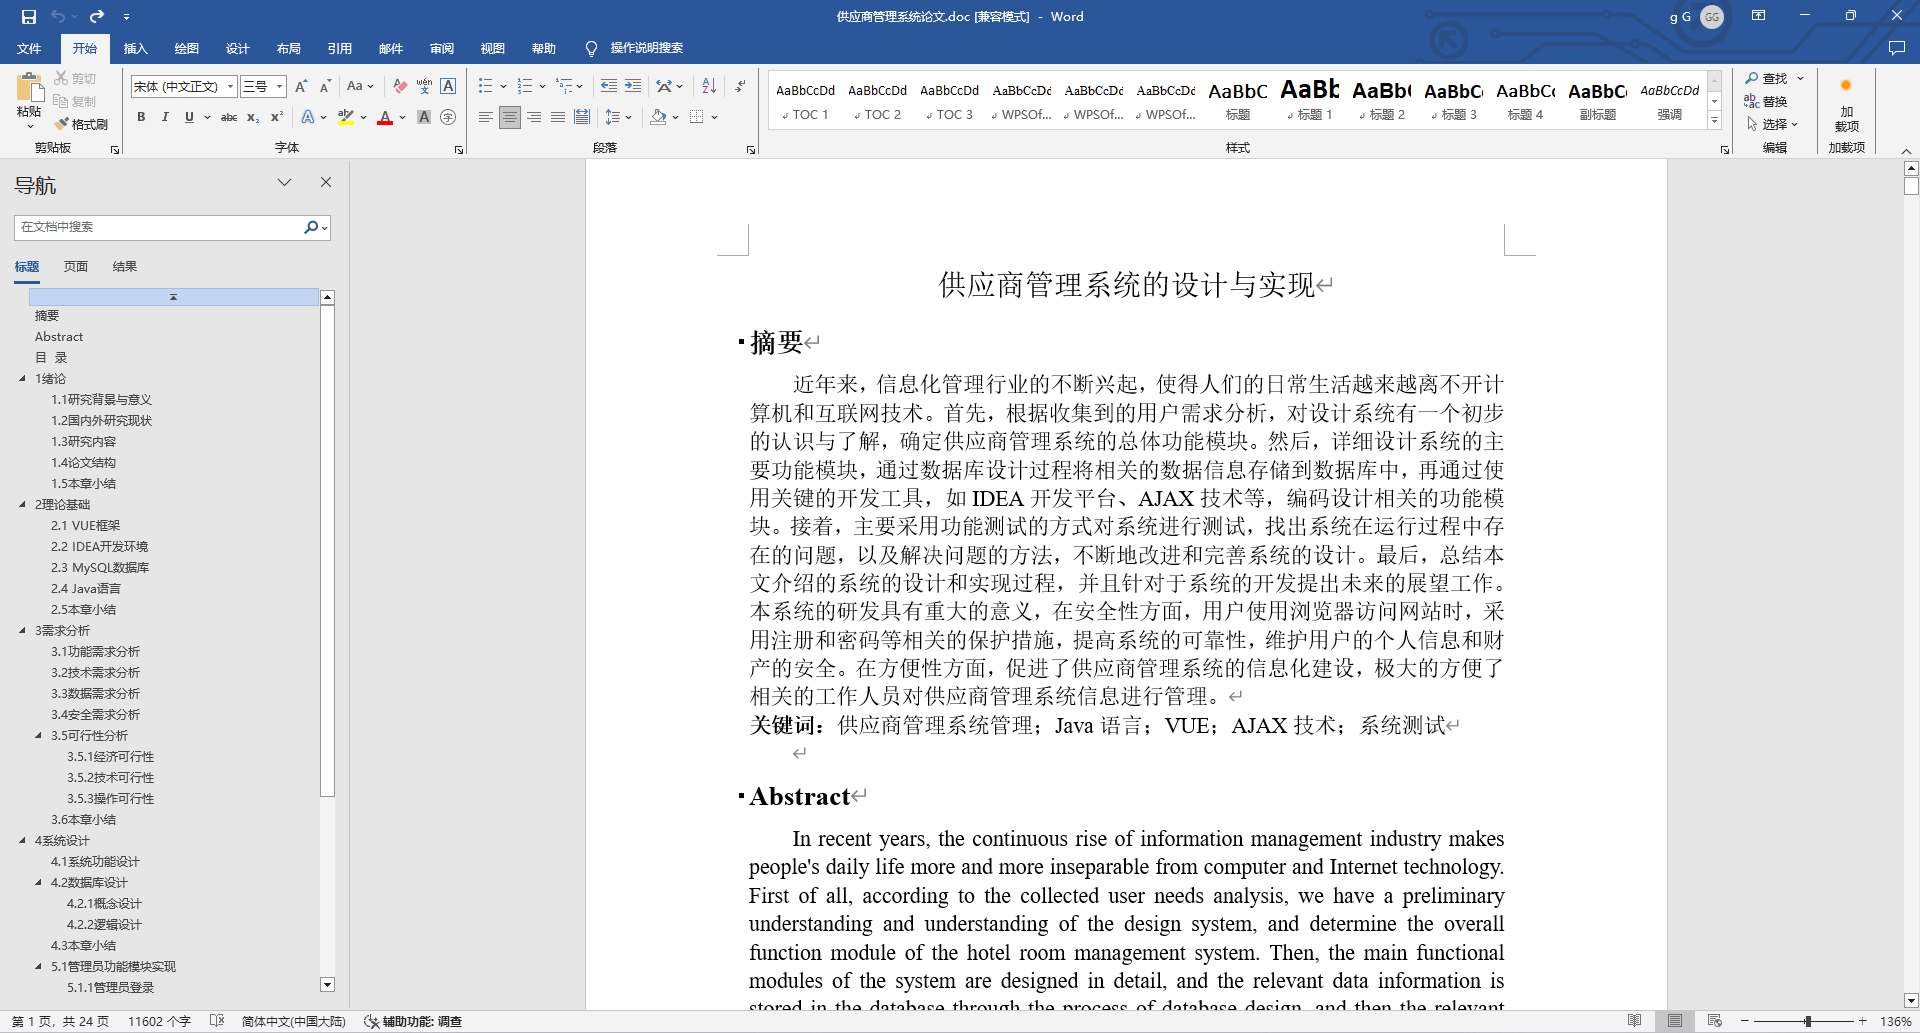 供应商管理系统论文.doc [兼容模式] - Word
g G
GG
文件 开始 插入 绘图 设计 布局 引用 邮件 审阅 视图 帮助 操作说明搜索
粘贴
剪切
复制
格式刷
剪贴板
宋体 (中文正文) 三号
字体
段落
AaBbCcDd AaBbCcDd AaBbCcDd AaBbCcDd AaBbCcDd AaBbCcDd AaBbC AaBb AaBb( AaBbC AaBbC AaBbC AaBbCcDd
TOC 1 TOC 2 TOC 3 WPSOf... WPSOf... WPSOf... 标题 标题 1 标题 2 标题 3 标题 4 副标题 强调
样式
查找
替换
选择
编辑
加
载项
加载项
导航
在文档中搜索
标题 页面 结果
摘要
Abstract
目 录
1绪论
1.1研究背景与意义
1.2国内外研究现状
1.3研究内容
1.4论文结构
1.5本章小结
2理论基础
2.1 VUE框架
2.2 IDEA开发环境
2.3 MySQL数据库
2.4 Java语言
2.5本章小结
3需求分析
3.1功能需求分析
3.2技术需求分析
3.3数据需求分析
3.4安全需求分析
3.5可行性分析
3.5.1经济可行性
3.5.2技术可行性
3.5.3操作可行性
3.6本章小结
4系统设计
4.1系统功能设计
4.2数据库设计
4.2.1概念设计
4.2.2逻辑设计
4.3本章小结
5.1管理员功能模块实现
5.1.1管理员登录
供应商管理系统的设计与实现
摘要
近年来，信息化管理行业的不断兴起，使得人们的日常生活越来越离不开计
算机和互联网技术。首先，根据收集到的用户需求分析，对设计系统有一个初步
的认识与了解，确定供应商管理系统的总体功能模块。然后，详细设计系统的主
要功能模块，通过数据库设计过程将相关的数据信息存储到数据库中，再通过使
用关键的开发工具，如 IDEA 开发平台、AJAX 技术等，编码设计相关的功能模
块。接着，主要采用功能测试的方式对系统进行测试，找出系统在运行过程中存
在的问题，以及解决问题的方法，不断地改进和完善系统的设计。最后，总结本
文介绍的系统的设计和实现过程，并且针对于系统的开发提出未来的展望工作。
本系统的研发具有重大的意义，在安全性方面，用户使用浏览器访问网站时，采
用注册和密码等相关的保护措施，提高系统的可靠性，维护用户的个人信息和财
产的安全。在方便性方面，促进了供应商管理系统的信息化建设，极大的方便了
相关的工作人员对供应商管理系统信息进行管理。
关键词：供应商管理系统管理；Java 语言；VUE；AJAX 技术；系统测试
Abstract
In recent years, the continuous rise of information management industry makes
people's daily life more and more inseparable from computer and Internet technology.
First of all, according to the collected user needs analysis, we have a preliminary
understanding and understanding of the design system, and determine the overall
function module of the hotel room management system. Then, the main functional
modules of the system are designed in detail, and the relevant data information is
stored in the database through the process of database design, and then the relevant
第 1 页，共 24 页 11602 个字 简体中文(中国大陆) 辅助功能: 调查
136%